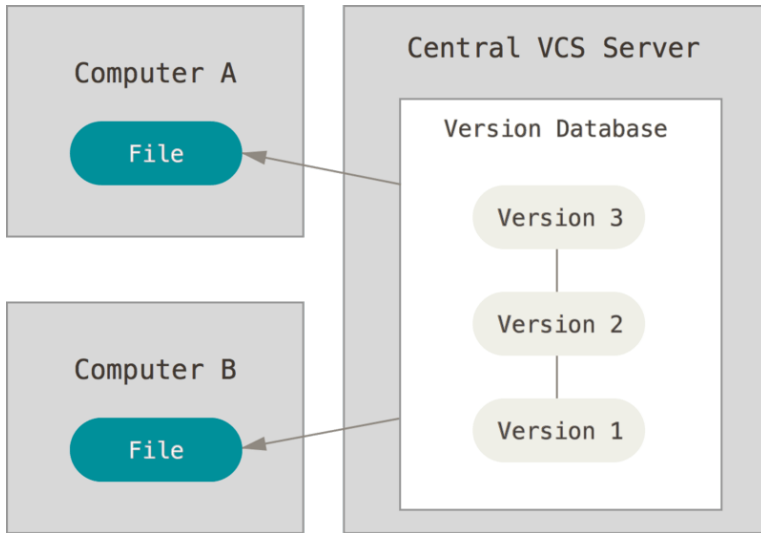 Computer A
File
Computer B
File
Central VCS Server
Version Database
Version 3
Version 2
Version 1